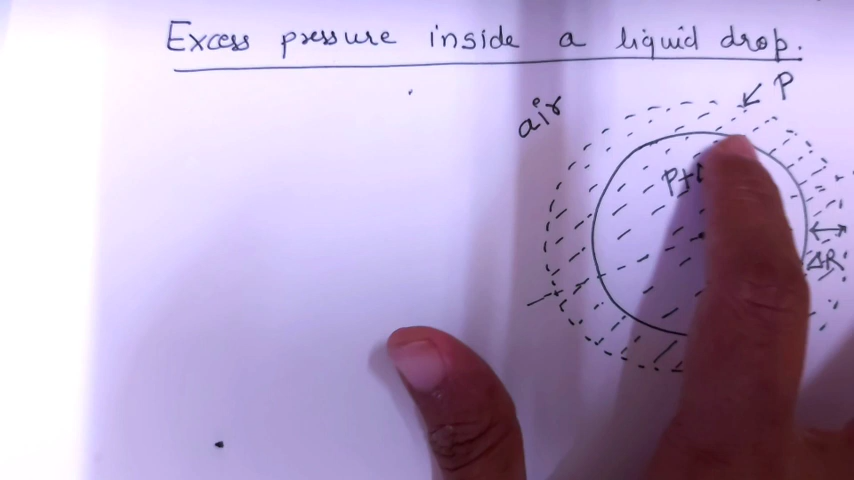 Excess pressure inside a liquid drop.
P
air
P+
ΔR